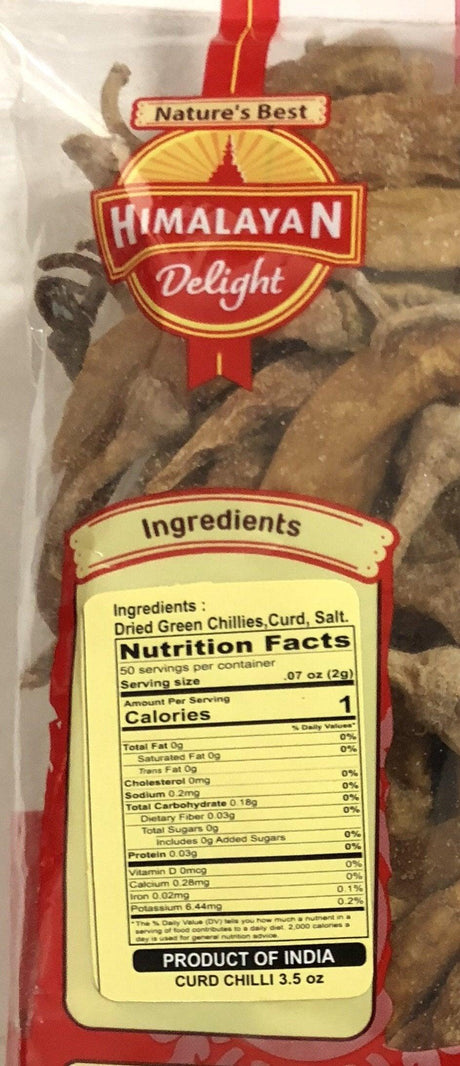 Nature's Best
HIMALAYAN
Delight
Ingredients
Ingredients :
Dried Green Chillies,Curd, Salt.
Nutrition Facts
50 servings per container
Serving size .07 oz (2g)
Amount Per Serving
Calories 1
% Daily Values*
Total Fat 0g 0%
Saturated Fat 0g 0%
Trans Fat 0g
Cholesterol 0mg 0%
Sodium 0.2mg 0%
Total Carbohydrate 0.18g 0%
Dietary Fiber 0.03g 0%
Total Sugars 0g
Includes 0g Added Sugars 0%
Protein 0.03g 0%
Vitamin D 0mcg 0%
Calcium 0.28mg 0%
Iron 0.02mg 0.1%
Potassium 6.44mg 0.2%
*The % Daily Value (DV) tells you how much a nutrient in a
serving of food contributes to a daily diet. 2,000 calories a
day is used for general nutrition advice.
PRODUCT OF INDIA
CURD CHILLI 3.5 oz